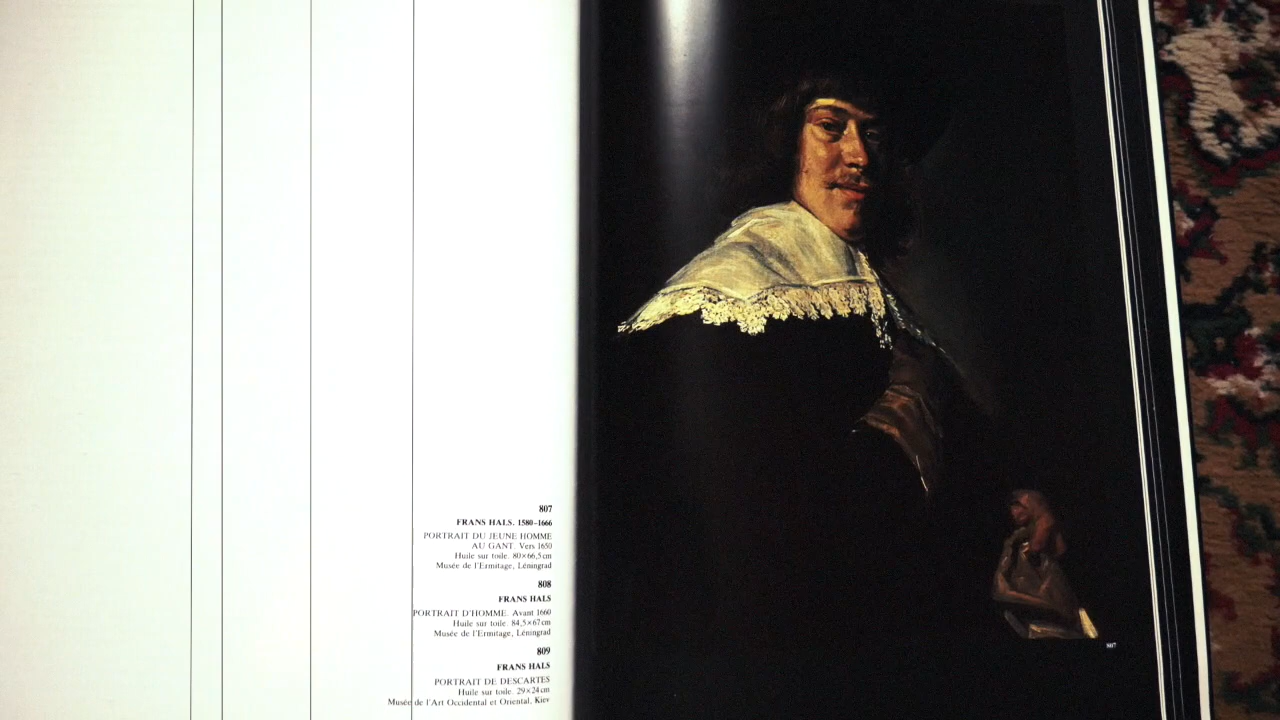 807
FRANS HALS. 1580–1666
PORTRAIT DU JEUNE HOMME
AU GANT. Vers 1650
Huile sur toile. 80×66,5 cm
Musée de l'Ermitage, Léningrad
808
FRANS HALS
PORTRAIT D'HOMME. Avant 1660
Huile sur toile. 84,5×67 cm
Musée de l'Ermitage, Léningrad
809
FRANS HALS
PORTRAIT DE DESCARTES
Huile sur toile. 29×24 cm
Musée de l'Art Occidental et Oriental, Kiev
807